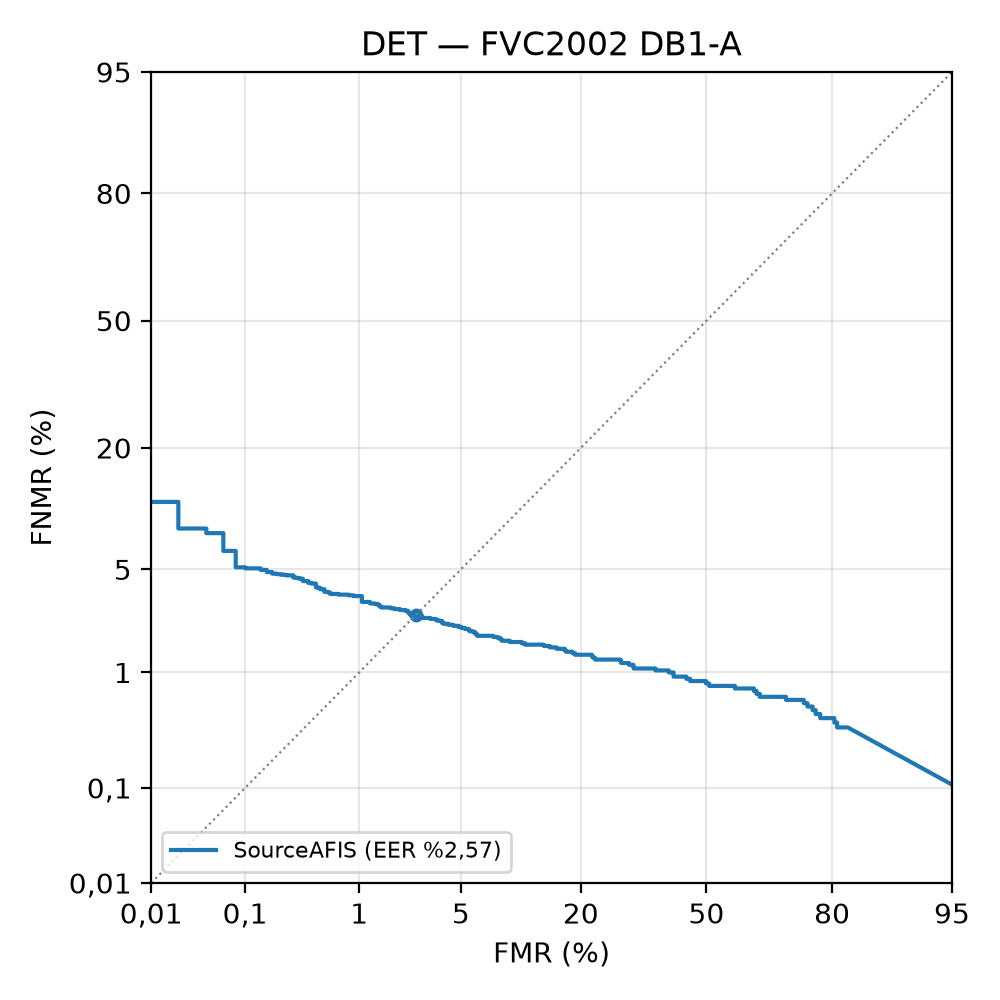 DET — FVC2002 DB1-A
95
80
50
20
5
1
0,1
0,01
FNMR (%)
SourceAFIS (EER %2,57)
0,01 0,1 1 5 20 50 80 95
FMR (%)